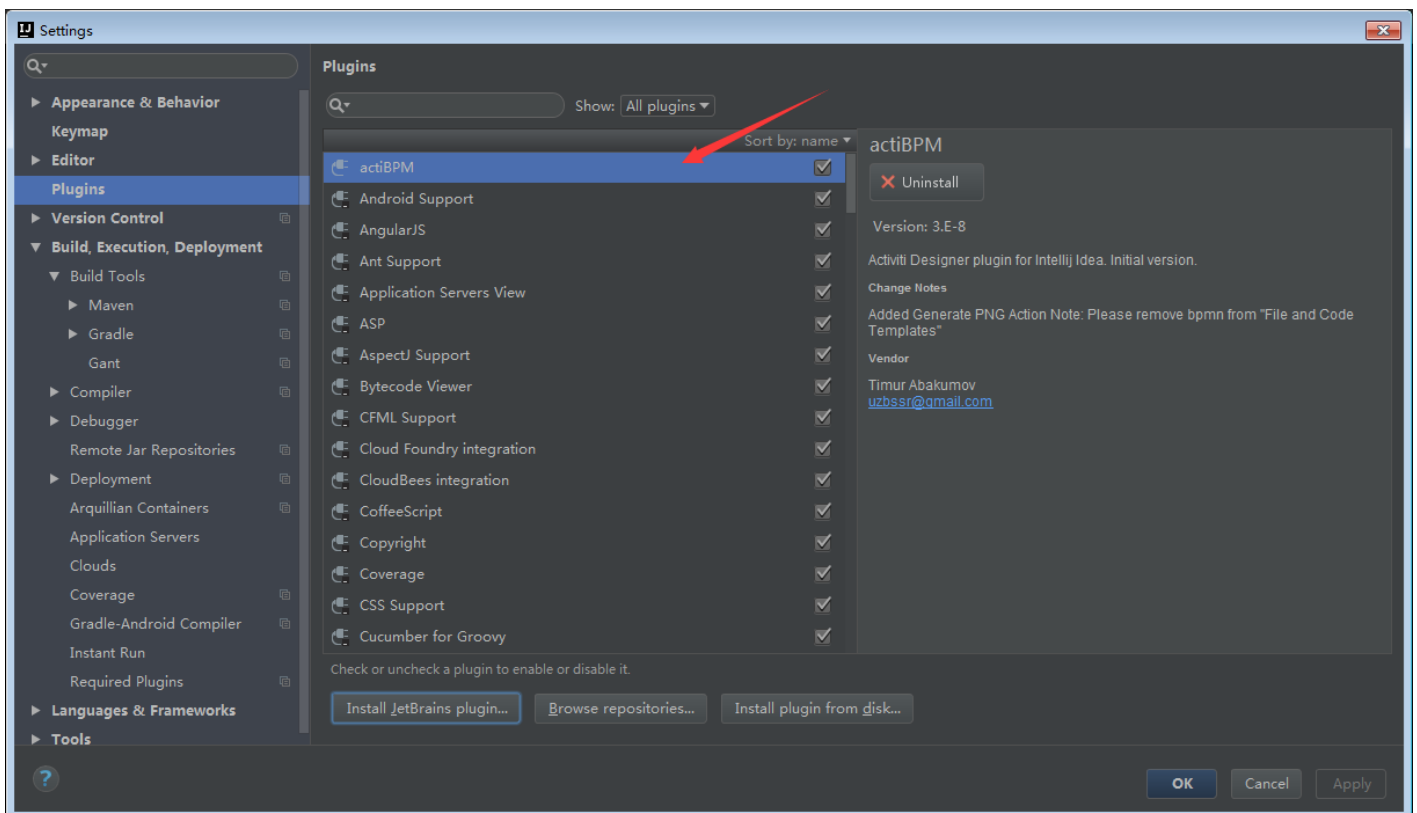 Settings
Appearance & Behavior
Keymap
Editor
Plugins
Version Control
Build, Execution, Deployment
Build Tools
Maven
Gradle
Gant
Compiler
Debugger
Remote Jar Repositories
Deployment
Arquillian Containers
Application Servers
Clouds
Coverage
Gradle-Android Compiler
Instant Run
Required Plugins
Languages & Frameworks
Tools
Plugins
Show: All plugins
Sort by: name
actiBPM
Android Support
AngularJS
Ant Support
Application Servers View
ASP
AspectJ Support
Bytecode Viewer
CFML Support
Cloud Foundry integration
CloudBees integration
CoffeeScript
Copyright
Coverage
CSS Support
Cucumber for Groovy
Check or uncheck a plugin to enable or disable it.
Install JetBrains plugin... Browse repositories... Install plugin from disk...
actiBPM
Uninstall
Version: 3.E-8
Activiti Designer plugin for Intellij Idea. Initial version.
Change Notes
Added Generate PNG Action Note: Please remove bpmn from "File and Code
Templates"
Vendor
Timur Abakumov
uzbssr@gmail.com
? OK Cancel Apply